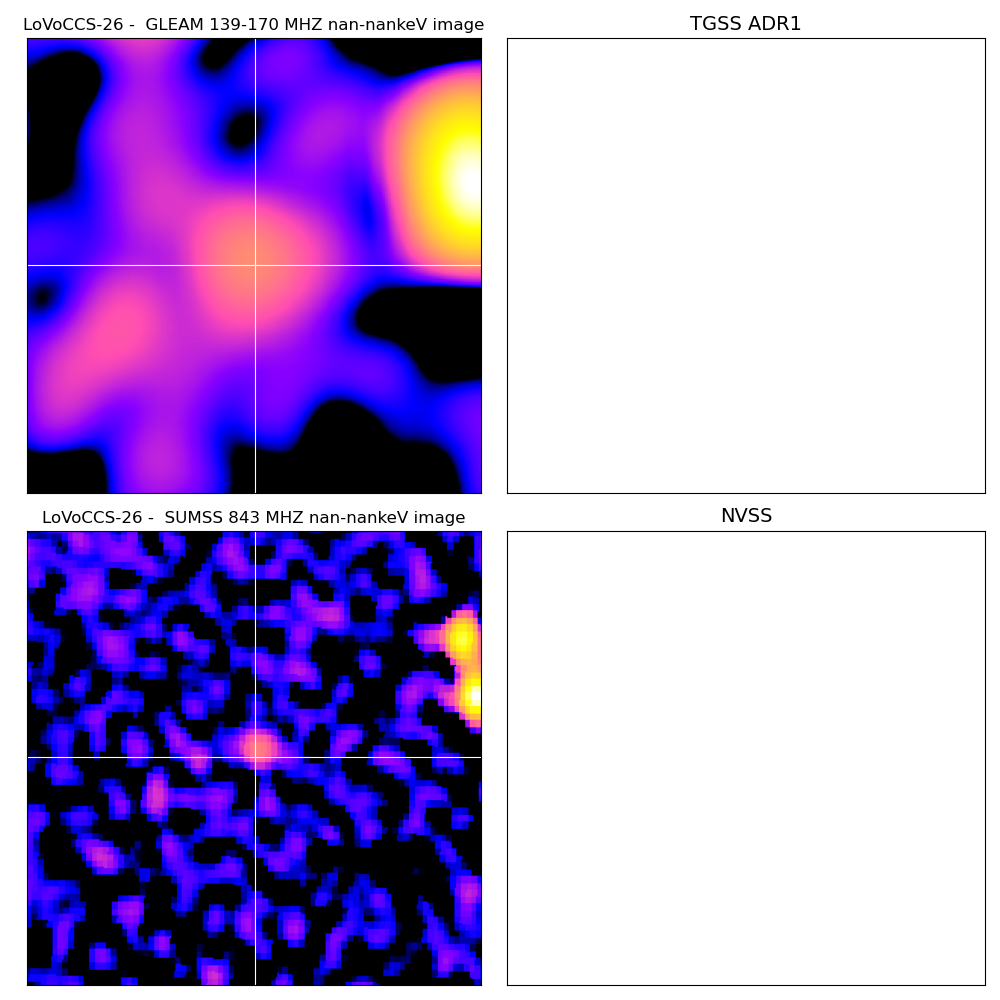 LoVoCCS-26 -  GLEAM 139-170 MHZ nan-nankeV image
TGSS ADR1
LoVoCCS-26 -  SUMSS 843 MHZ nan-nankeV image
NVSS